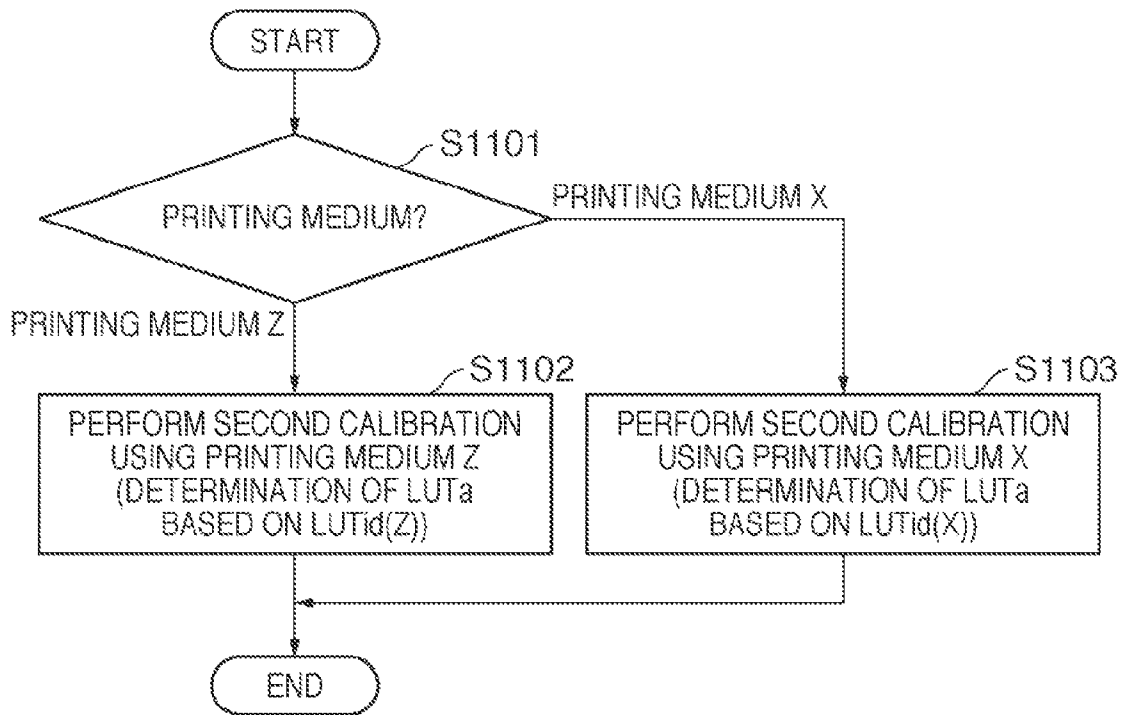 START
S1101
PRINTING MEDIUM?
PRINTING MEDIUM X
PRINTING MEDIUM Z
S1102
PERFORM SECOND CALIBRATION
USING PRINTING MEDIUM Z
(DETERMINATION OF LUTa
BASED ON LUTid(Z))
S1103
PERFORM SECOND CALIBRATION
USING PRINTING MEDIUM X
(DETERMINATION OF LUTa
BASED ON LUTid(X))
END